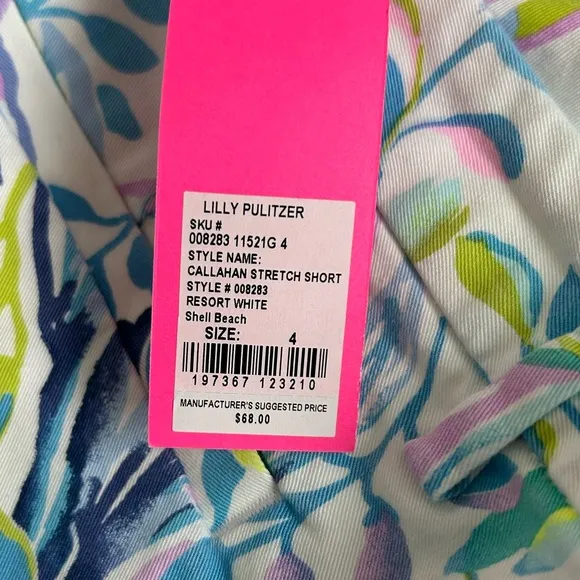 LILLY PULITZER
SKU #
008283 11521G 4
STYLE NAME:
CALLAHAN STRETCH SHORT
STYLE # 008283
RESORT WHITE
Shell Beach
SIZE: 4
197367 123210
MANUFACTURER'S SUGGESTED PRICE
$68.00